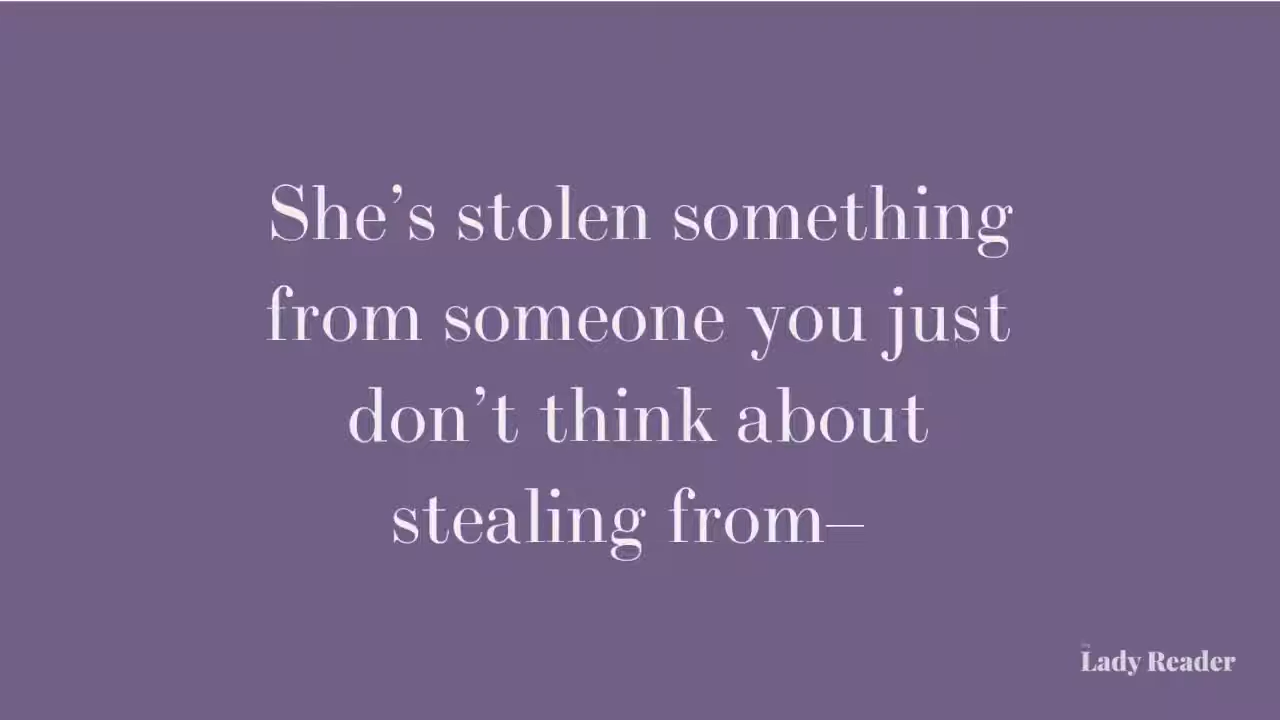 She’s stolen something
from someone you just
don’t think about
stealing from–
Lady Reader